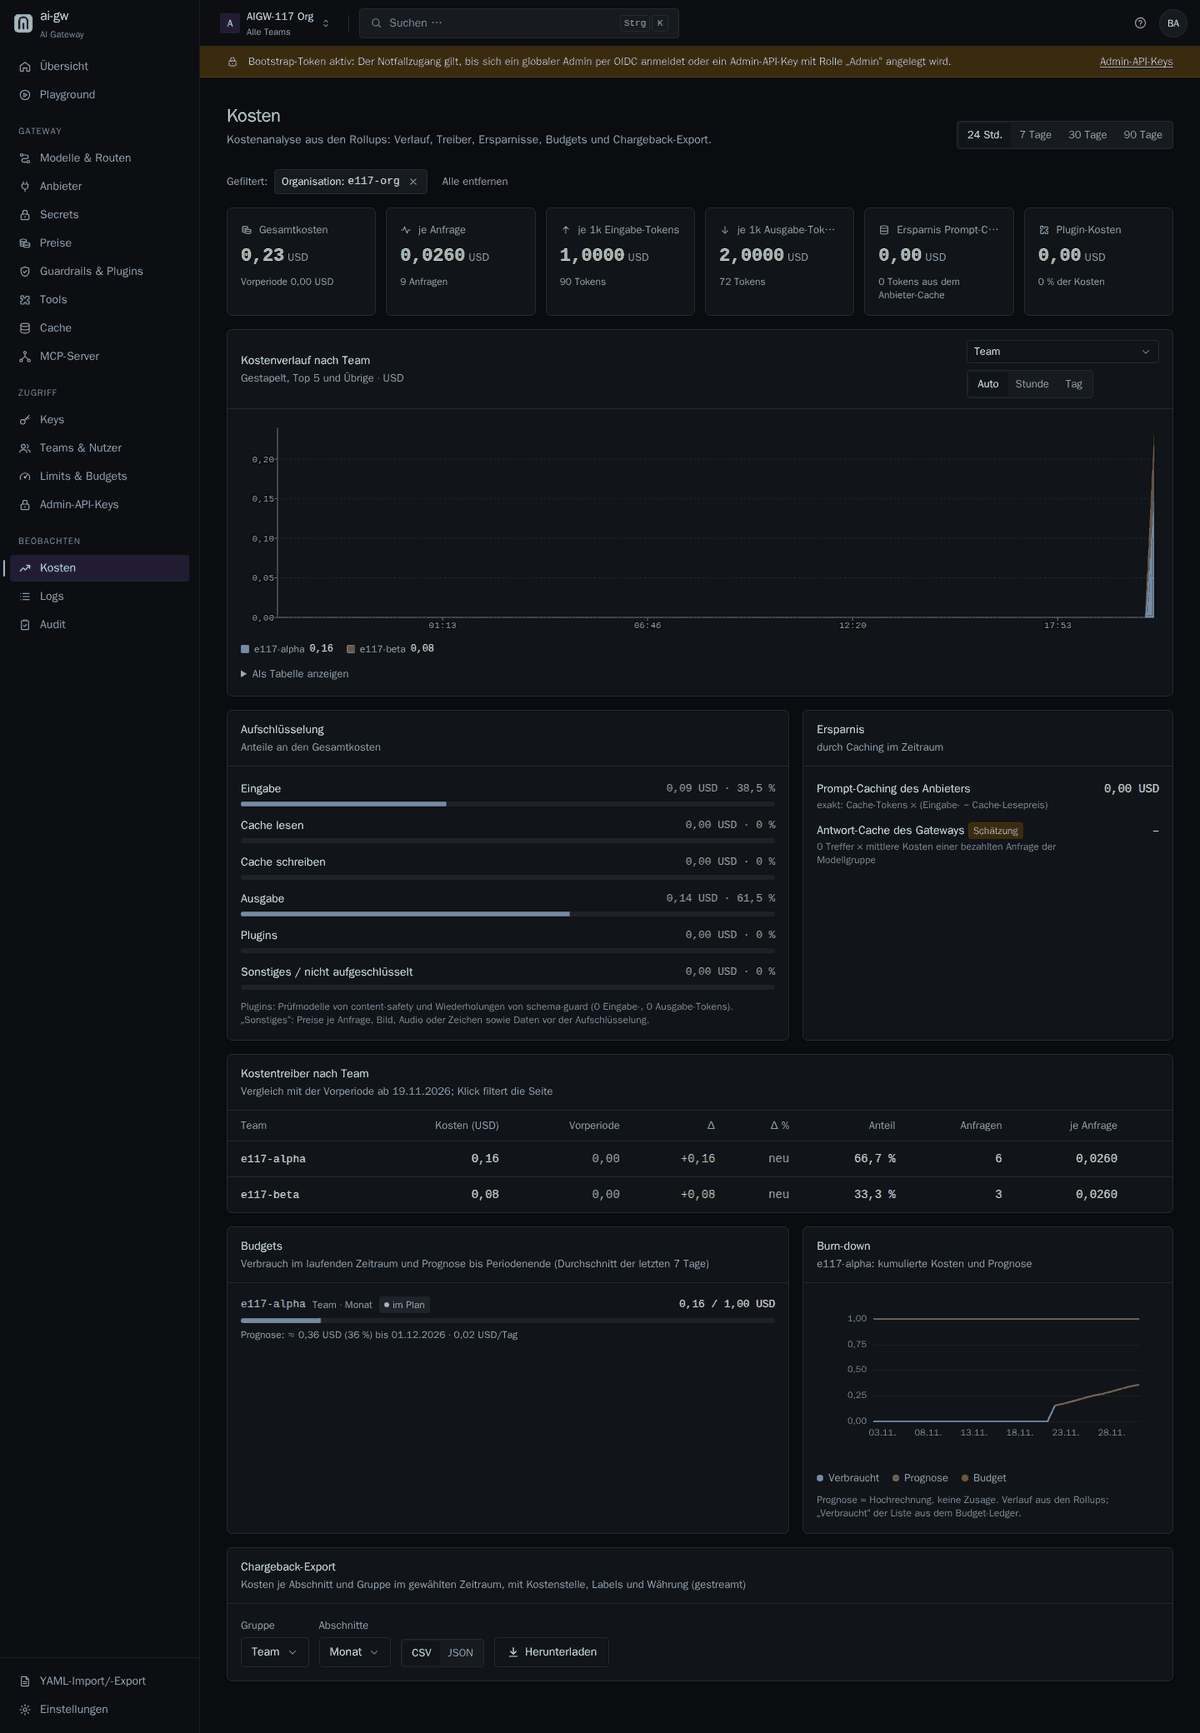 ai-gw
AI Gateway
Übersicht
Playground
GATEWAY
Modelle & Routen
Anbieter
Secrets
Preise
Guardrails & Plugins
Tools
Cache
MCP-Server
ZUGRIFF
Keys
Teams & Nutzer
Limits & Budgets
Admin-API-Keys
BEOBACHTEN
Kosten
Logs
Audit
YAML-Import/-Export
Einstellungen
A
AIGW-117 Org
Alle Teams
Suchen ⋯
Strg K
BA
Bootstrap-Token aktiv: Der Notfallzugang gilt, bis sich ein globaler Admin per OIDC anmeldet oder ein Admin-API-Key mit Rolle „Admin" angelegt wird.
Admin-API-Keys
Kosten
Kostenanalyse aus den Rollups: Verlauf, Treiber, Ersparnisse, Budgets und Chargeback-Export.
24 Std. 7 Tage 30 Tage 90 Tage
Gefiltert: Organisation: e117-org × Alle entfernen
Gesamtkosten
0,23 USD
Vorperiode 0,00 USD
je Anfrage
0,0260 USD
9 Anfragen
je 1k Eingabe-Tokens
1,0000 USD
90 Tokens
je 1k Ausgabe-Tok⋯
2,0000 USD
72 Tokens
Ersparnis Prompt-C⋯
0,00 USD
0 Tokens aus dem
Anbieter-Cache
Plugin-Kosten
0,00 USD
0 % der Kosten
Kostenverlauf nach Team
Gestapelt, Top 5 und Übrige · USD
Team
Auto Stunde Tag
0,20
0,15
0,10
0,05
0,00
01:13 06:46 12:20 17:53
e117-alpha 0,16 e117-beta 0,08
Als Tabelle anzeigen
Aufschlüsselung
Anteile an den Gesamtkosten
Eingabe 0,09 USD · 38,5 %
Cache lesen 0,00 USD · 0 %
Cache schreiben 0,00 USD · 0 %
Ausgabe 0,14 USD · 61,5 %
Plugins 0,00 USD · 0 %
Sonstiges / nicht aufgeschlüsselt 0,00 USD · 0 %
Plugins: Prüfmodelle von content-safety und Wiederholungen von schema-guard (0 Eingabe-, 0 Ausgabe-Tokens).
„Sonstiges": Preise je Anfrage, Bild, Audio oder Zeichen sowie Daten vor der Aufschlüsselung.
Ersparnis
durch Caching im Zeitraum
Prompt-Caching des Anbieters 0,00 USD
exakt: Cache-Tokens × (Eingabe- − Cache-Lesepreis)
Antwort-Cache des Gateways Schätzung –
0 Treffer × mittlere Kosten einer bezahlten Anfrage der
Modellgruppe
Kostentreiber nach Team
Vergleich mit der Vorperiode ab 19.11.2026; Klick filtert die Seite
Team Kosten (USD) Vorperiode Δ Δ % Anteil Anfragen je Anfrage
e117-alpha 0,16 0,00 +0,16 neu 66,7 % 6 0,0260
e117-beta 0,08 0,00 +0,08 neu 33,3 % 3 0,0260
Budgets
Verbrauch im laufenden Zeitraum und Prognose bis Periodenende (Durchschnitt der letzten 7 Tage)
e117-alpha Team · Monat im Plan 0,16 / 1,00 USD
Prognose: ≈ 0,36 USD (36 %) bis 01.12.2026 · 0,02 USD/Tag
Burn-down
e117-alpha: kumulierte Kosten und Prognose
1,00
0,75
0,50
0,25
0,00
03.11. 08.11. 13.11. 18.11. 23.11. 28.11.
Verbraucht Prognose Budget
Prognose = Hochrechnung, keine Zusage. Verlauf aus den Rollups;
„Verbraucht" der Liste aus dem Budget-Ledger.
Chargeback-Export
Kosten je Abschnitt und Gruppe im gewählten Zeitraum, mit Kostenstelle, Labels und Währung (gestreamt)
Gruppe Abschnitte
Team Monat CSV JSON Herunterladen